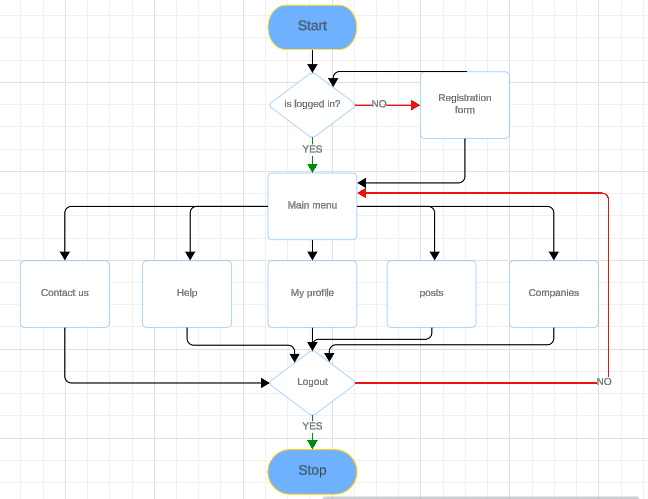 Start
is logged in?
NO
Registration
form
YES
Main menu
Contact us
Help
My profile
posts
Companies
Logout
NO
YES
Stop